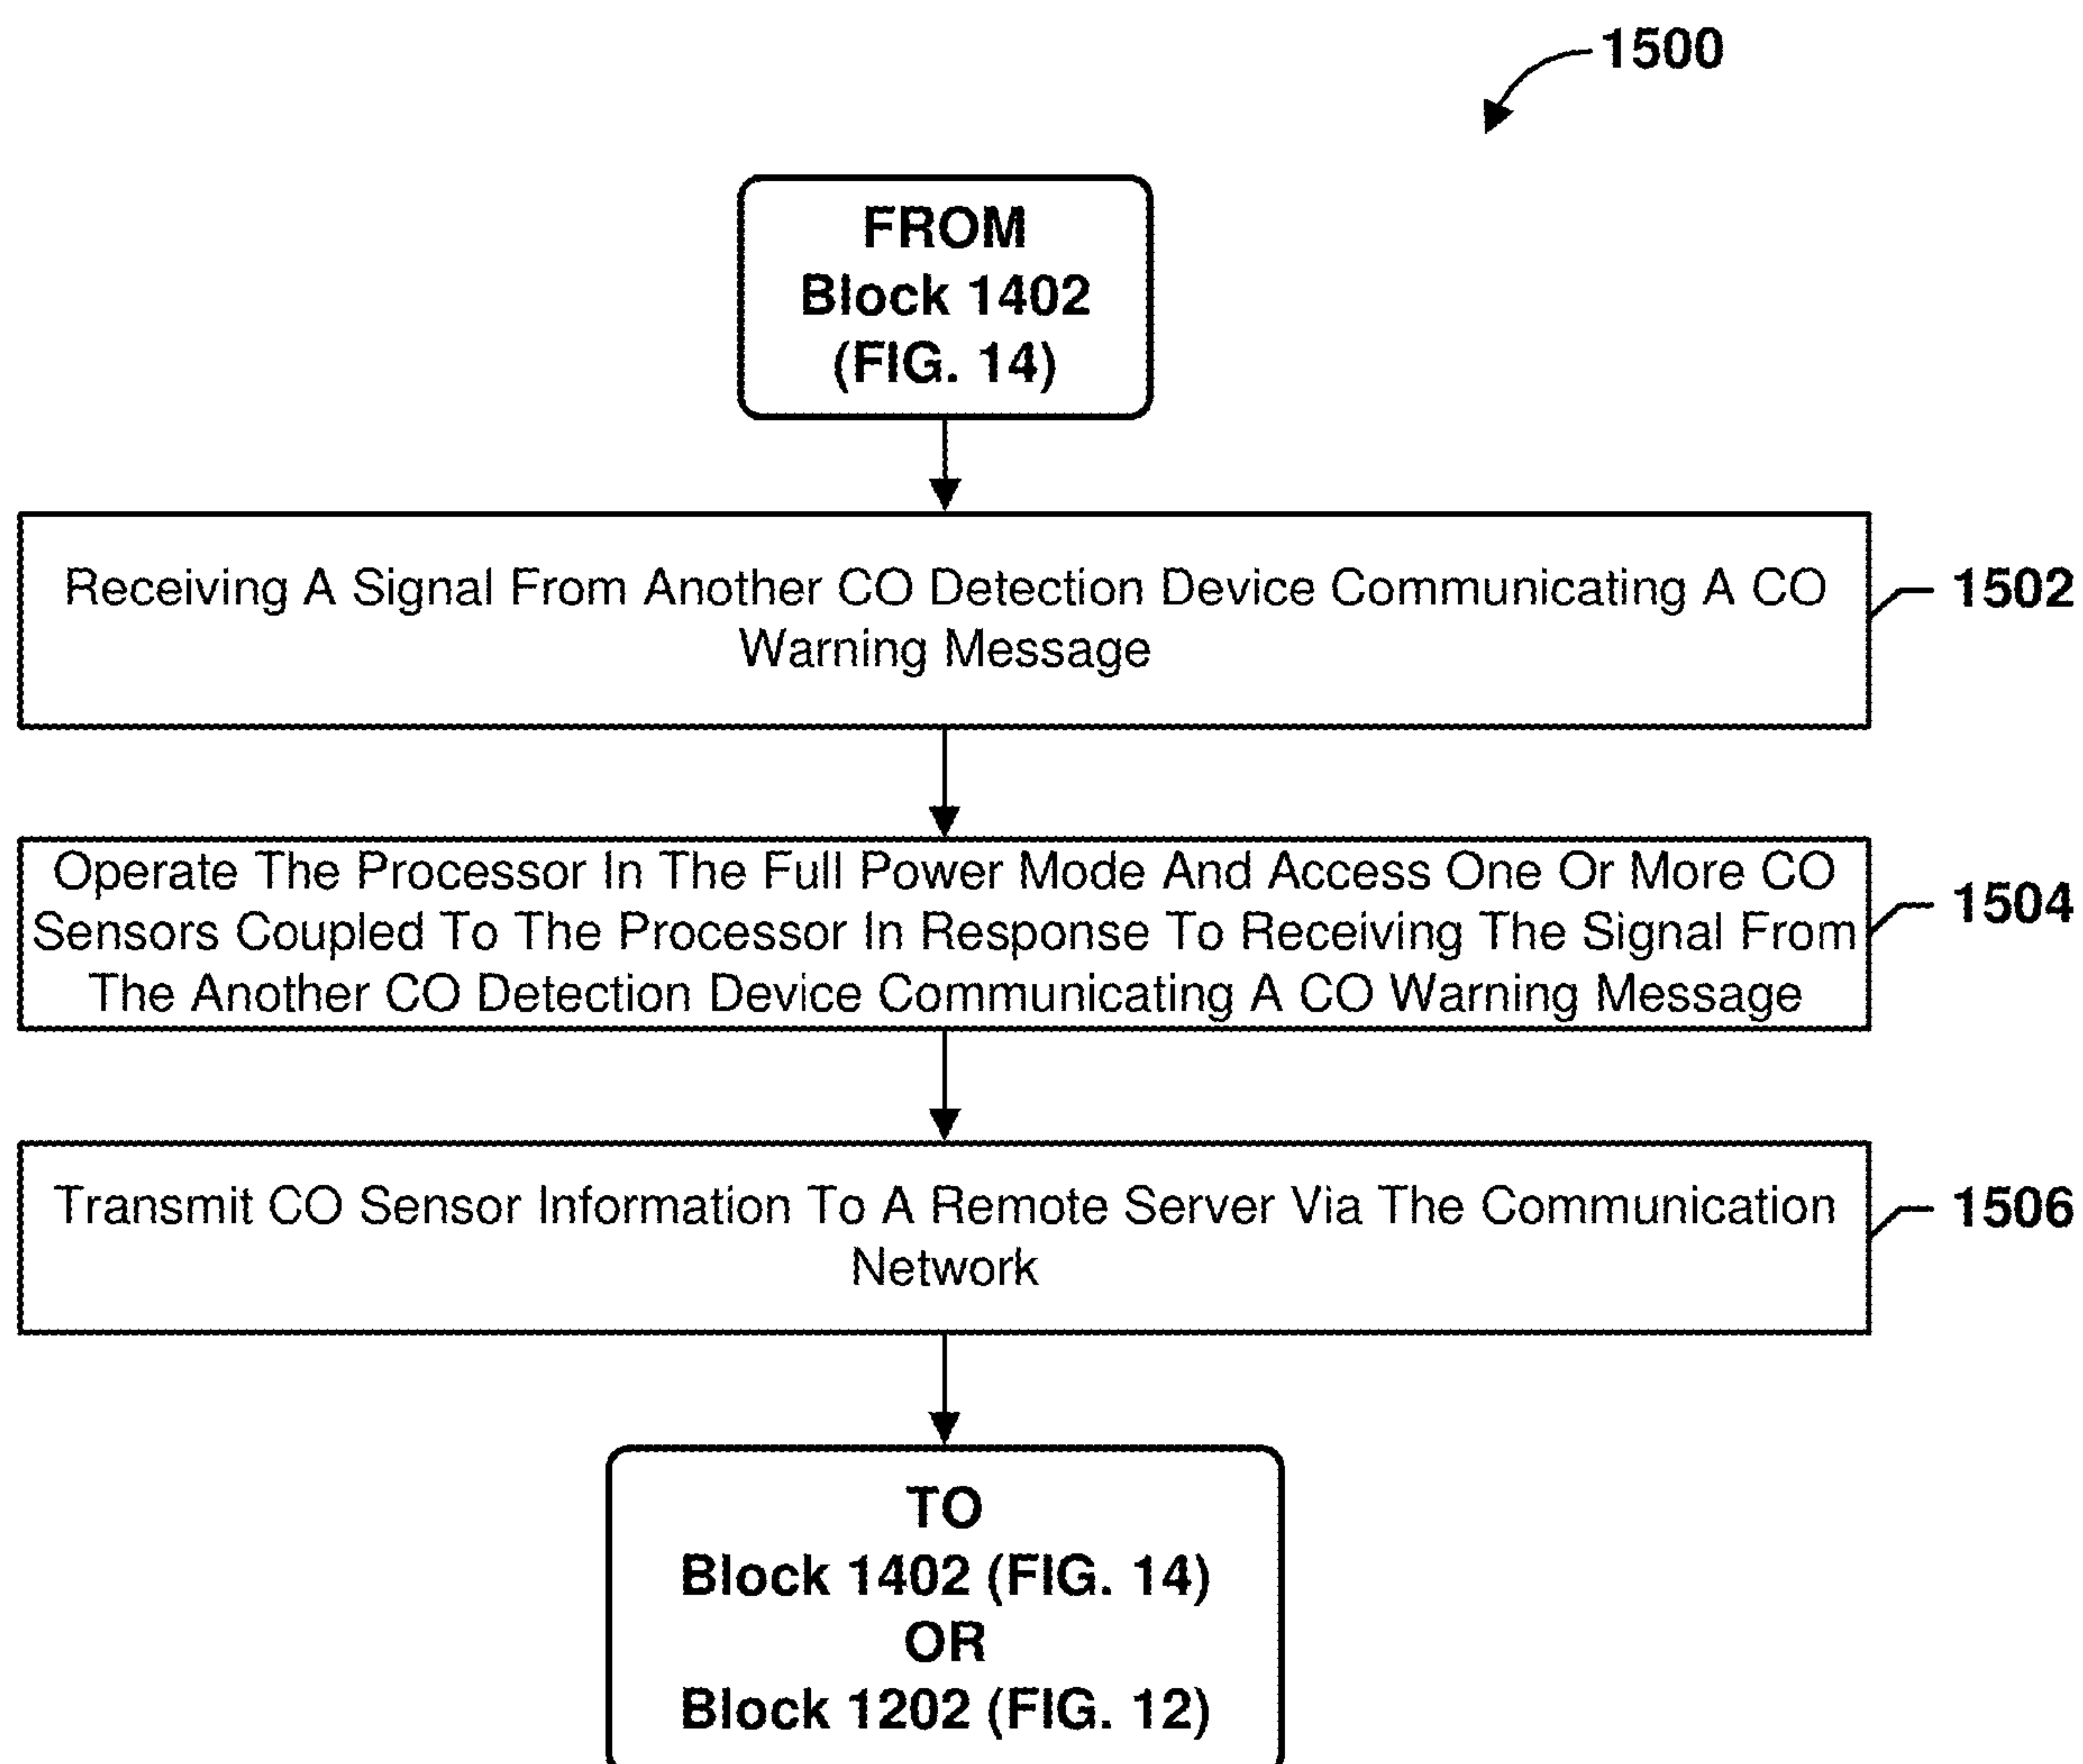 1500
FROM
Block 1402
(FIG. 14)
Receiving A Signal From Another CO Detection Device Communicating A CO
Warning Message
1502
Operate The Processor In The Full Power Mode And Access One Or More CO
Sensors Coupled To The Processor In Response To Receiving The Signal From
The Another CO Detection Device Communicating A CO Warning Message
1504
Transmit CO Sensor Information To A Remote Server Via The Communication
Network
1506
TO
Block 1402 (FIG. 14)
OR
Block 1202 (FIG. 12)